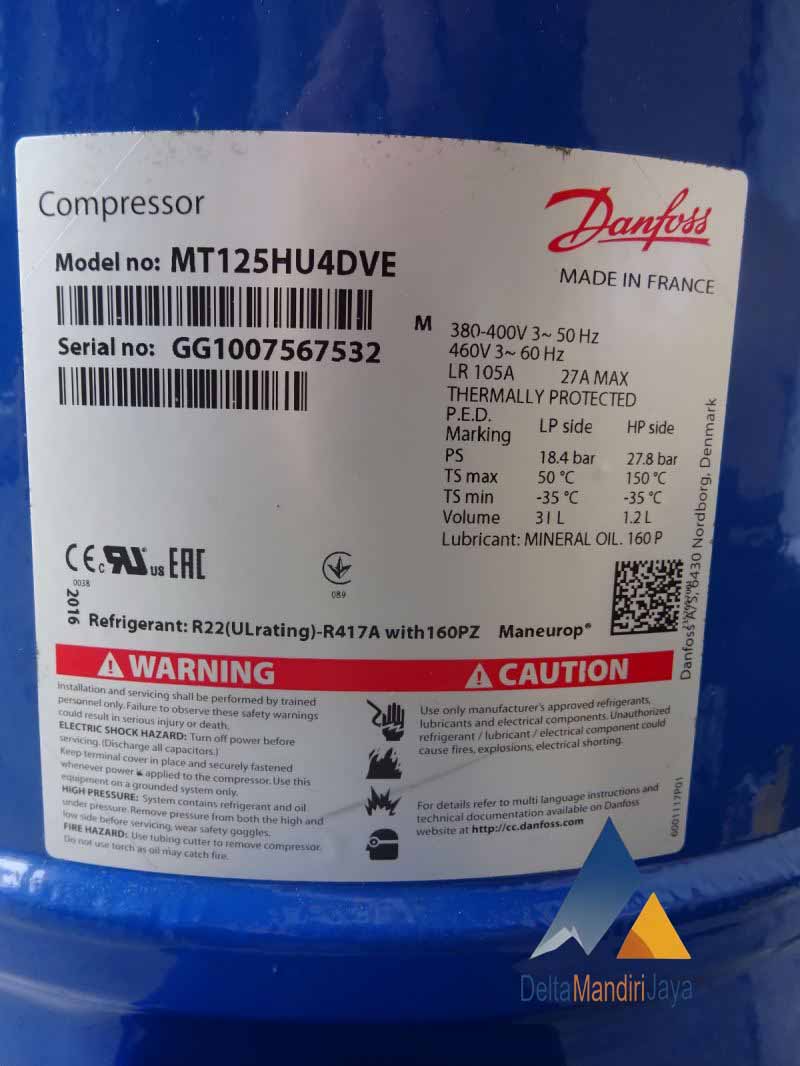 Compressor
Danfoss
MADE IN FRANCE
Model no: MT125HU4DVE
Serial no: GG1007567532
M
380-400V 3~ 50 Hz
460V 3~ 60 Hz
LR 105A 27A MAX
THERMALLY PROTECTED
P.E.D.
Marking LP side HP side
PS 18.4 bar 27.8 bar
TS max 50 °C 150 °C
TS min -35 °C -35 °C
Volume 31 L 1.2 L
Lubricant: MINERAL OIL. 160 P
CE
0038
c RU us
EAC
089
2016
Refrigerant: R22(ULrating)-R417A with160PZ Maneurop®
Danfoss A/S, 6430 Nordborg, Denmark
WARNING
Installation and servicing shall be performed by trained
personnel only. Failure to observe these safety warnings
could result in serious injury or death.
ELECTRIC SHOCK HAZARD: Turn off power before
servicing. (Discharge all capacitors.)
Keep terminal cover in place and securely fastened
whenever power is applied to the compressor. Use this
equipment on a grounded system only.
HIGH PRESSURE: System contains refrigerant and oil
under pressure. Remove pressure from both the high and
low side before servicing, wear safety goggles.
FIRE HAZARD: Use tubing cutter to remove compressor.
Do not use torch as oil may catch fire.
CAUTION
Use only manufacturer's approved refrigerants,
lubricants and electrical components. Unauthorized
refrigerant / lubricant / electrical component could
cause fires, explosions, electrical shorting.
For details refer to multi language instructions and
technical documentation available on Danfoss
website at http://cc.danfoss.com
6001117P01
DeltaMandiriJaya